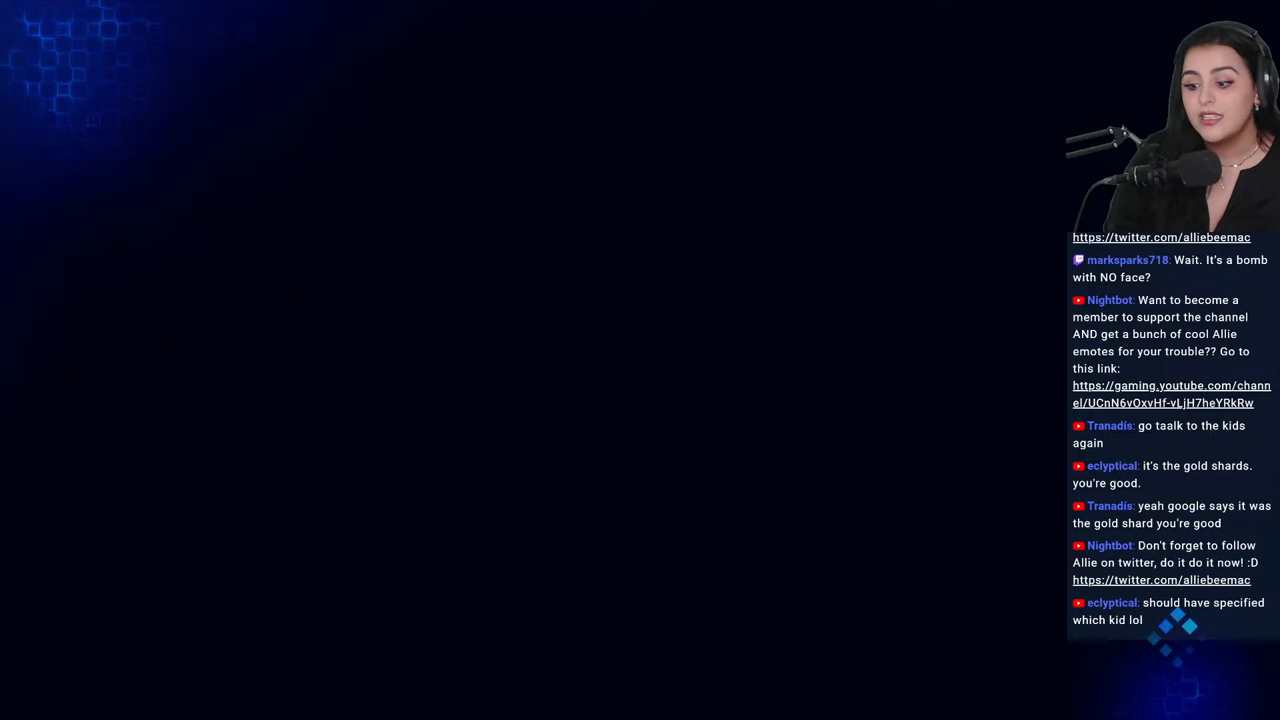 https://twitter.com/alliebeemac
marksparks718: Wait. It's a bomb
with NO face?
Nightbot: Want to become a
member to support the channel
AND get a bunch of cool Allie
emotes for your trouble?? Go to
this link:
https://gaming.youtube.com/chann
el/UCnN6vOxvHf-vLjH7heYRkRw
Tranadís: go taalk to the kids
again
eclyptical: it's the gold shards.
you're good.
Tranadís: yeah google says it was
the gold shard you're good
Nightbot: Don't forget to follow
Allie on twitter, do it do it now! :D
https://twitter.com/alliebeemac
eclyptical: should have specified
which kid lol